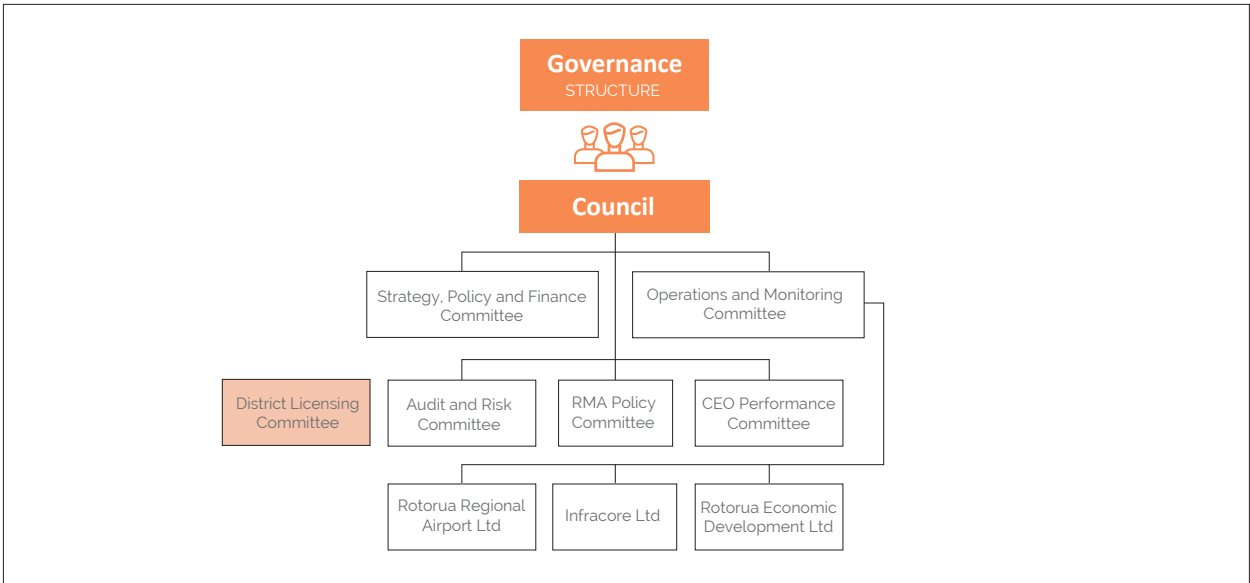 Governance
STRUCTURE
Council
Strategy, Policy and Finance
Committee
Operations and Monitoring
Committee
District Licensing
Committee
Audit and Risk
Committee
RMA Policy
Committee
CEO Performance
Committee
Rotorua Regional
Airport Ltd
Infracore Ltd
Rotorua Economic
Development Ltd